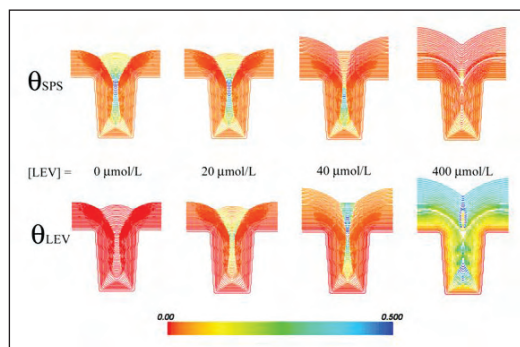 θSPS
[LEV] = 0 μmol/L 20 μmol/L 40 μmol/L 400 μmol/L
θLEV
0.00 0.500